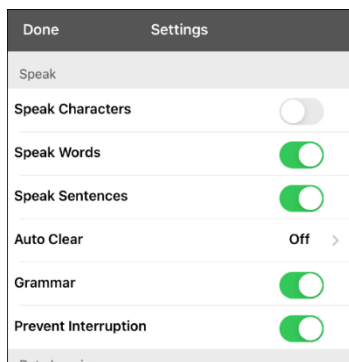 Done Settings
Speak
Speak Characters
Speak Words
Speak Sentences
Auto Clear Off
Grammar
Prevent Interruption